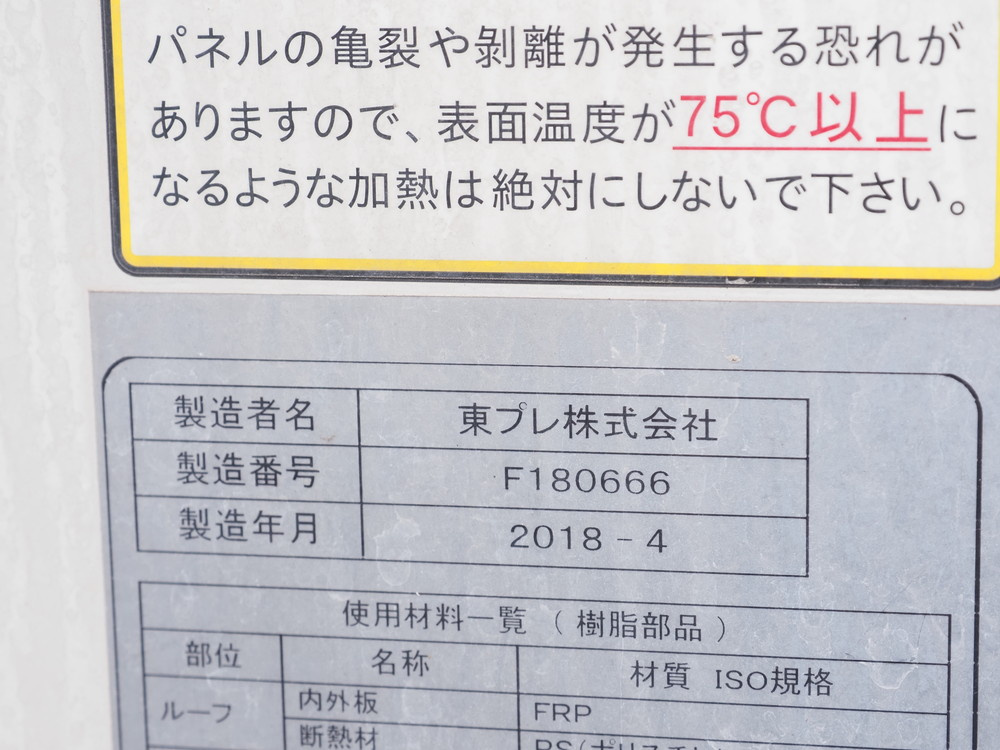 パネルの亀裂や剝離が発生する恐れが
ありますので、表面温度が75℃以上に
なるような加熱は絶対にしないで下さい。
製造者名 東プレ株式会社
製造番号 F180666
製造年月 2018 - 4
使用材料一覧 ( 樹脂部品 )
部位 名称 材質 ISO規格
ルーフ 内外板 FRP
断熱材